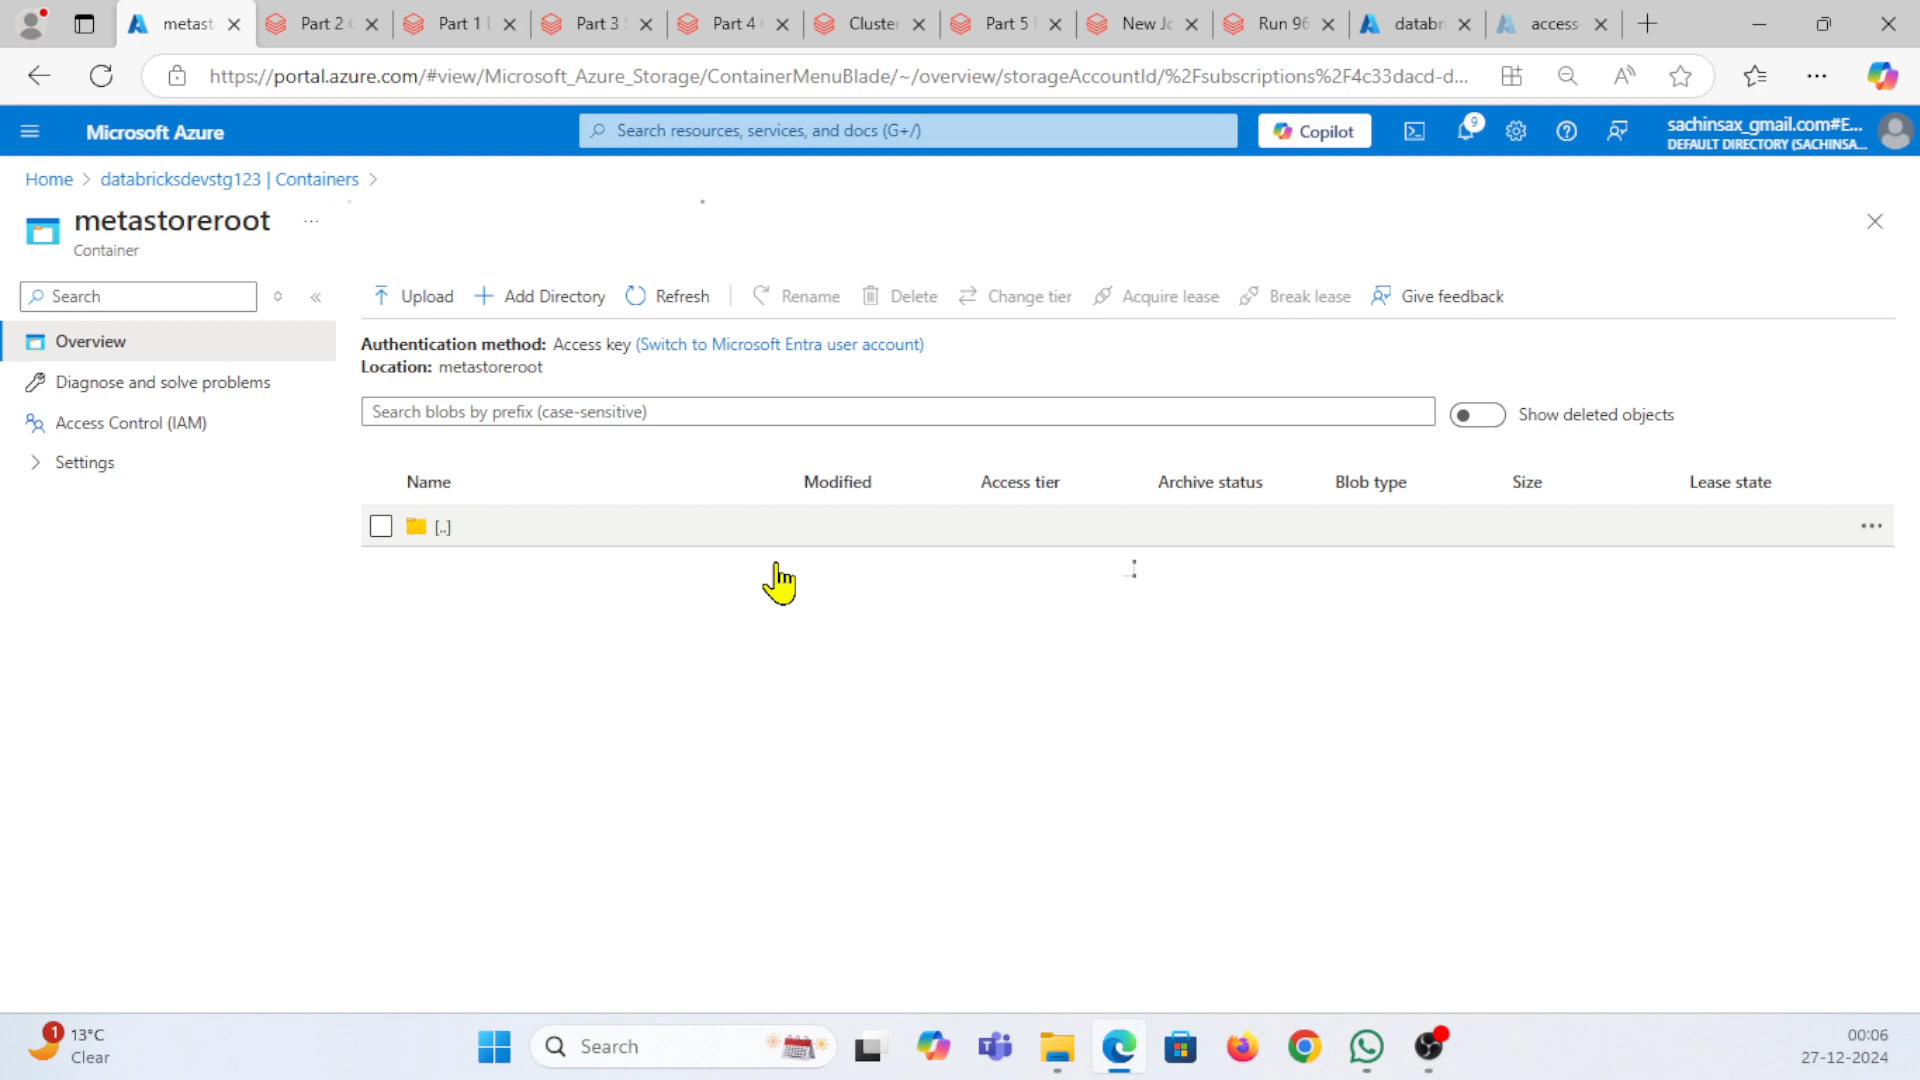 metast
Part 2 (
Part 1 [
Part 3
Part 4
Cluster
Part 5
New Jo
Run 96
databr
access
https://portal.azure.com/#view/Microsoft_Azure_Storage/ContainerMenuBlade/~/overview/storageAccountId/%2Fsubscriptions%2F4c33dacd-d...
Microsoft Azure
Search resources, services, and docs (G+/)
Copilot
9
sachinsax_gmail.com#E...
DEFAULT DIRECTORY (SACHINSA...
Home > databricksdevstg123 | Containers >
metastoreroot ...
Container
Search
Upload + Add Directory Refresh Rename Delete Change tier Acquire lease Break lease Give feedback
Overview
Diagnose and solve problems
Access Control (IAM)
Settings
Authentication method: Access key (Switch to Microsoft Entra user account)
Location: metastoreroot
Search blobs by prefix (case-sensitive)
Show deleted objects
Name Modified Access tier Archive status Blob type Size Lease state
[..]
1
13°C
Clear
Search
00:06
27-12-2024